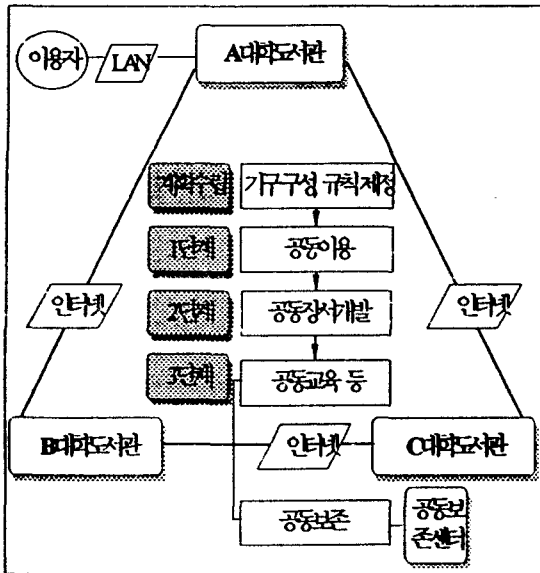 이용자
LAN
A대학도서관
계획수립
기구구성, 규칙제정
1단계
공동이용
인터넷
인터넷
2단계
공동장서개발
3단계
공동교육 등
B대학도서관
인터넷
C대학도서관
공동보존
공동보
존센터